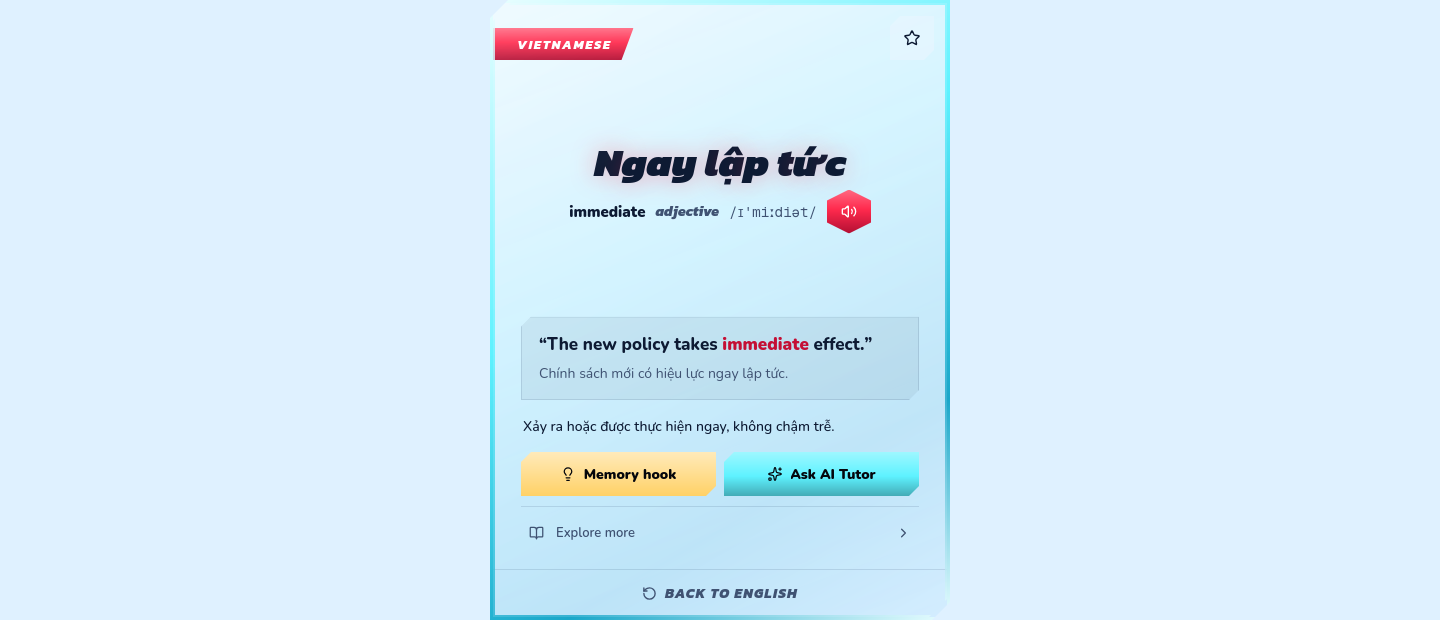 VIETNAMESE
Ngay lập tức
immediate adjective /ɪˈmiːdiət/
“The new policy takes immediate effect.”
Chính sách mới có hiệu lực ngay lập tức.
Xảy ra hoặc được thực hiện ngay, không chậm trễ.
Memory hook
Ask AI Tutor
Explore more
BACK TO ENGLISH